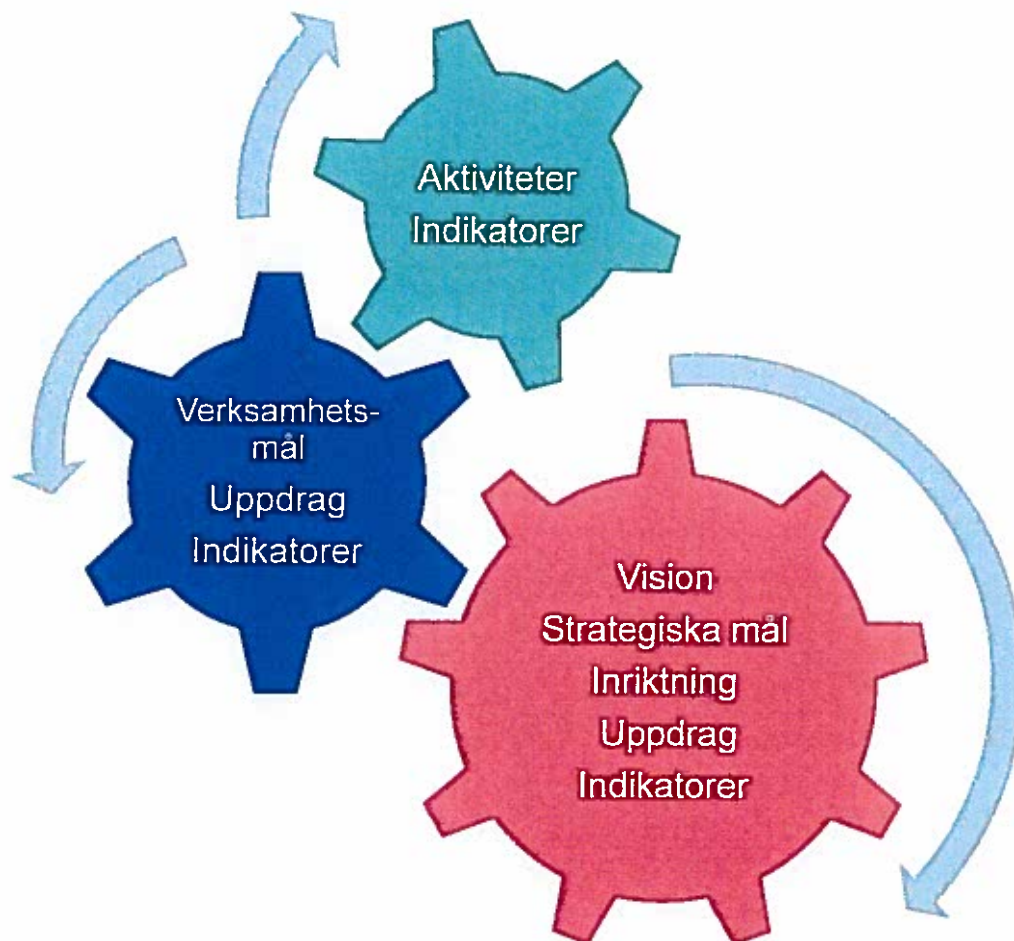 Aktiviteter
Indikatorer
Verksamhets-
mål
Uppdrag
Indikatorer
Vision
Strategiska mål
Inriktning
Uppdrag
Indikatorer